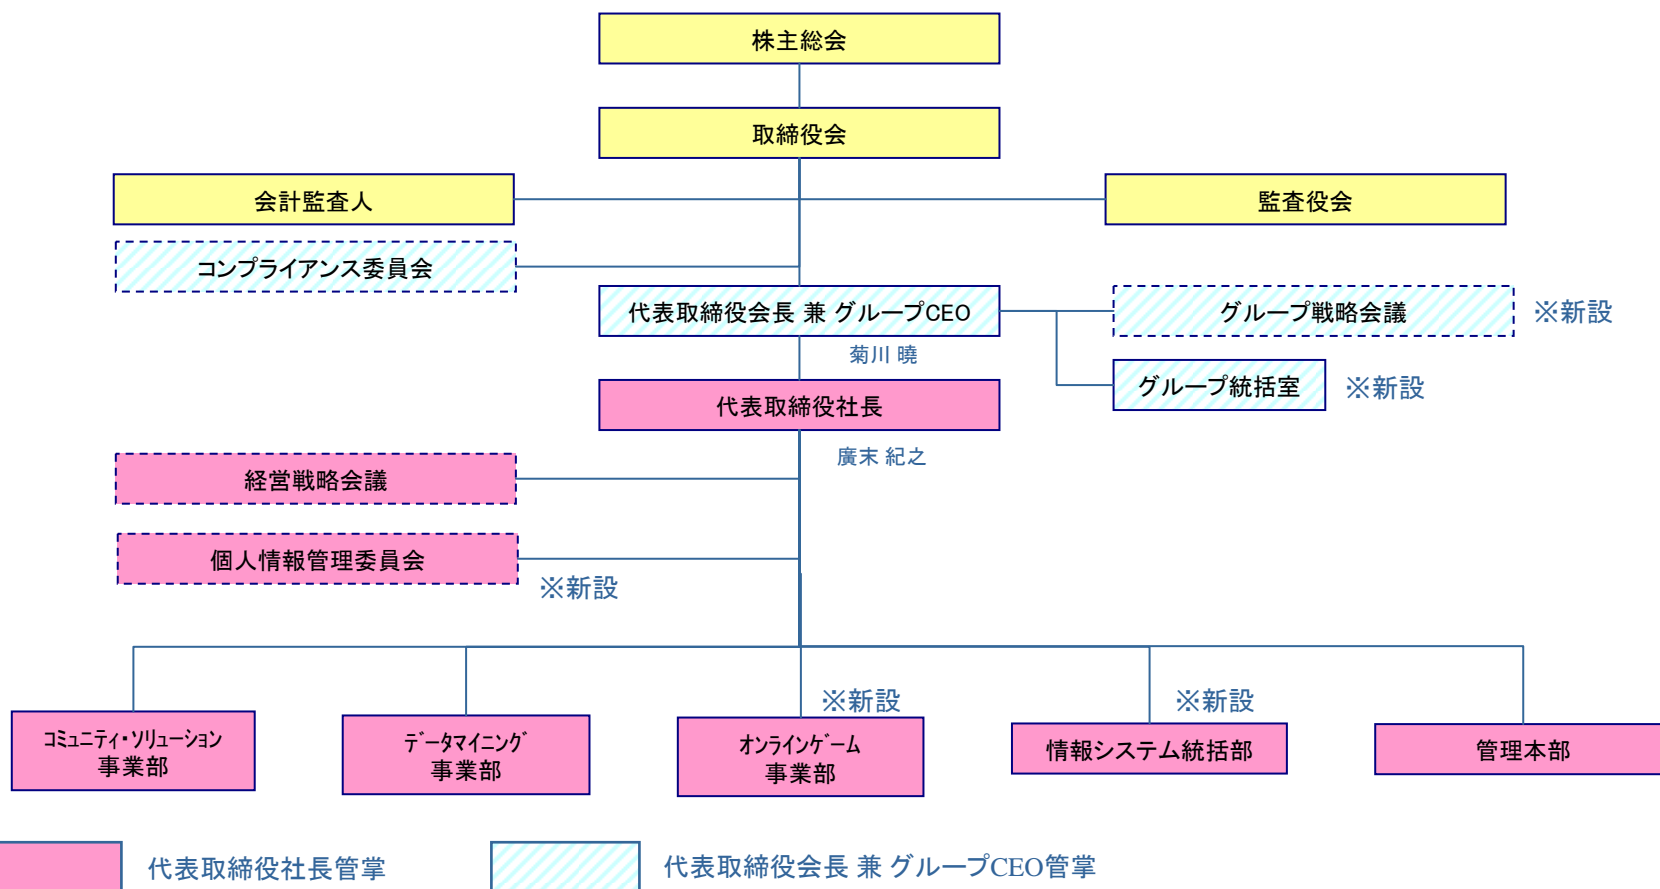 株主総会
取締役会
会計監査人
監査役会
コンプライアンス委員会
代表取締役会長 兼 グループCEO
グループ戦略会議
※新設
菊川 曉
グループ統括室
※新設
代表取締役社長
廣末 紀之
経営戦略会議
個人情報管理委員会
※新設
※新設
※新設
ｺﾐｭﾆﾃｨ・ｿﾘｭｰｼｮﾝ
事業部
ﾃﾞｰﾀﾏｲﾆﾝｸﾞ
事業部
ｵﾝﾗｲﾝｹﾞｰﾑ
事業部
情報システム統括部
管理本部
代表取締役社長管掌
代表取締役会長 兼 グループCEO管掌